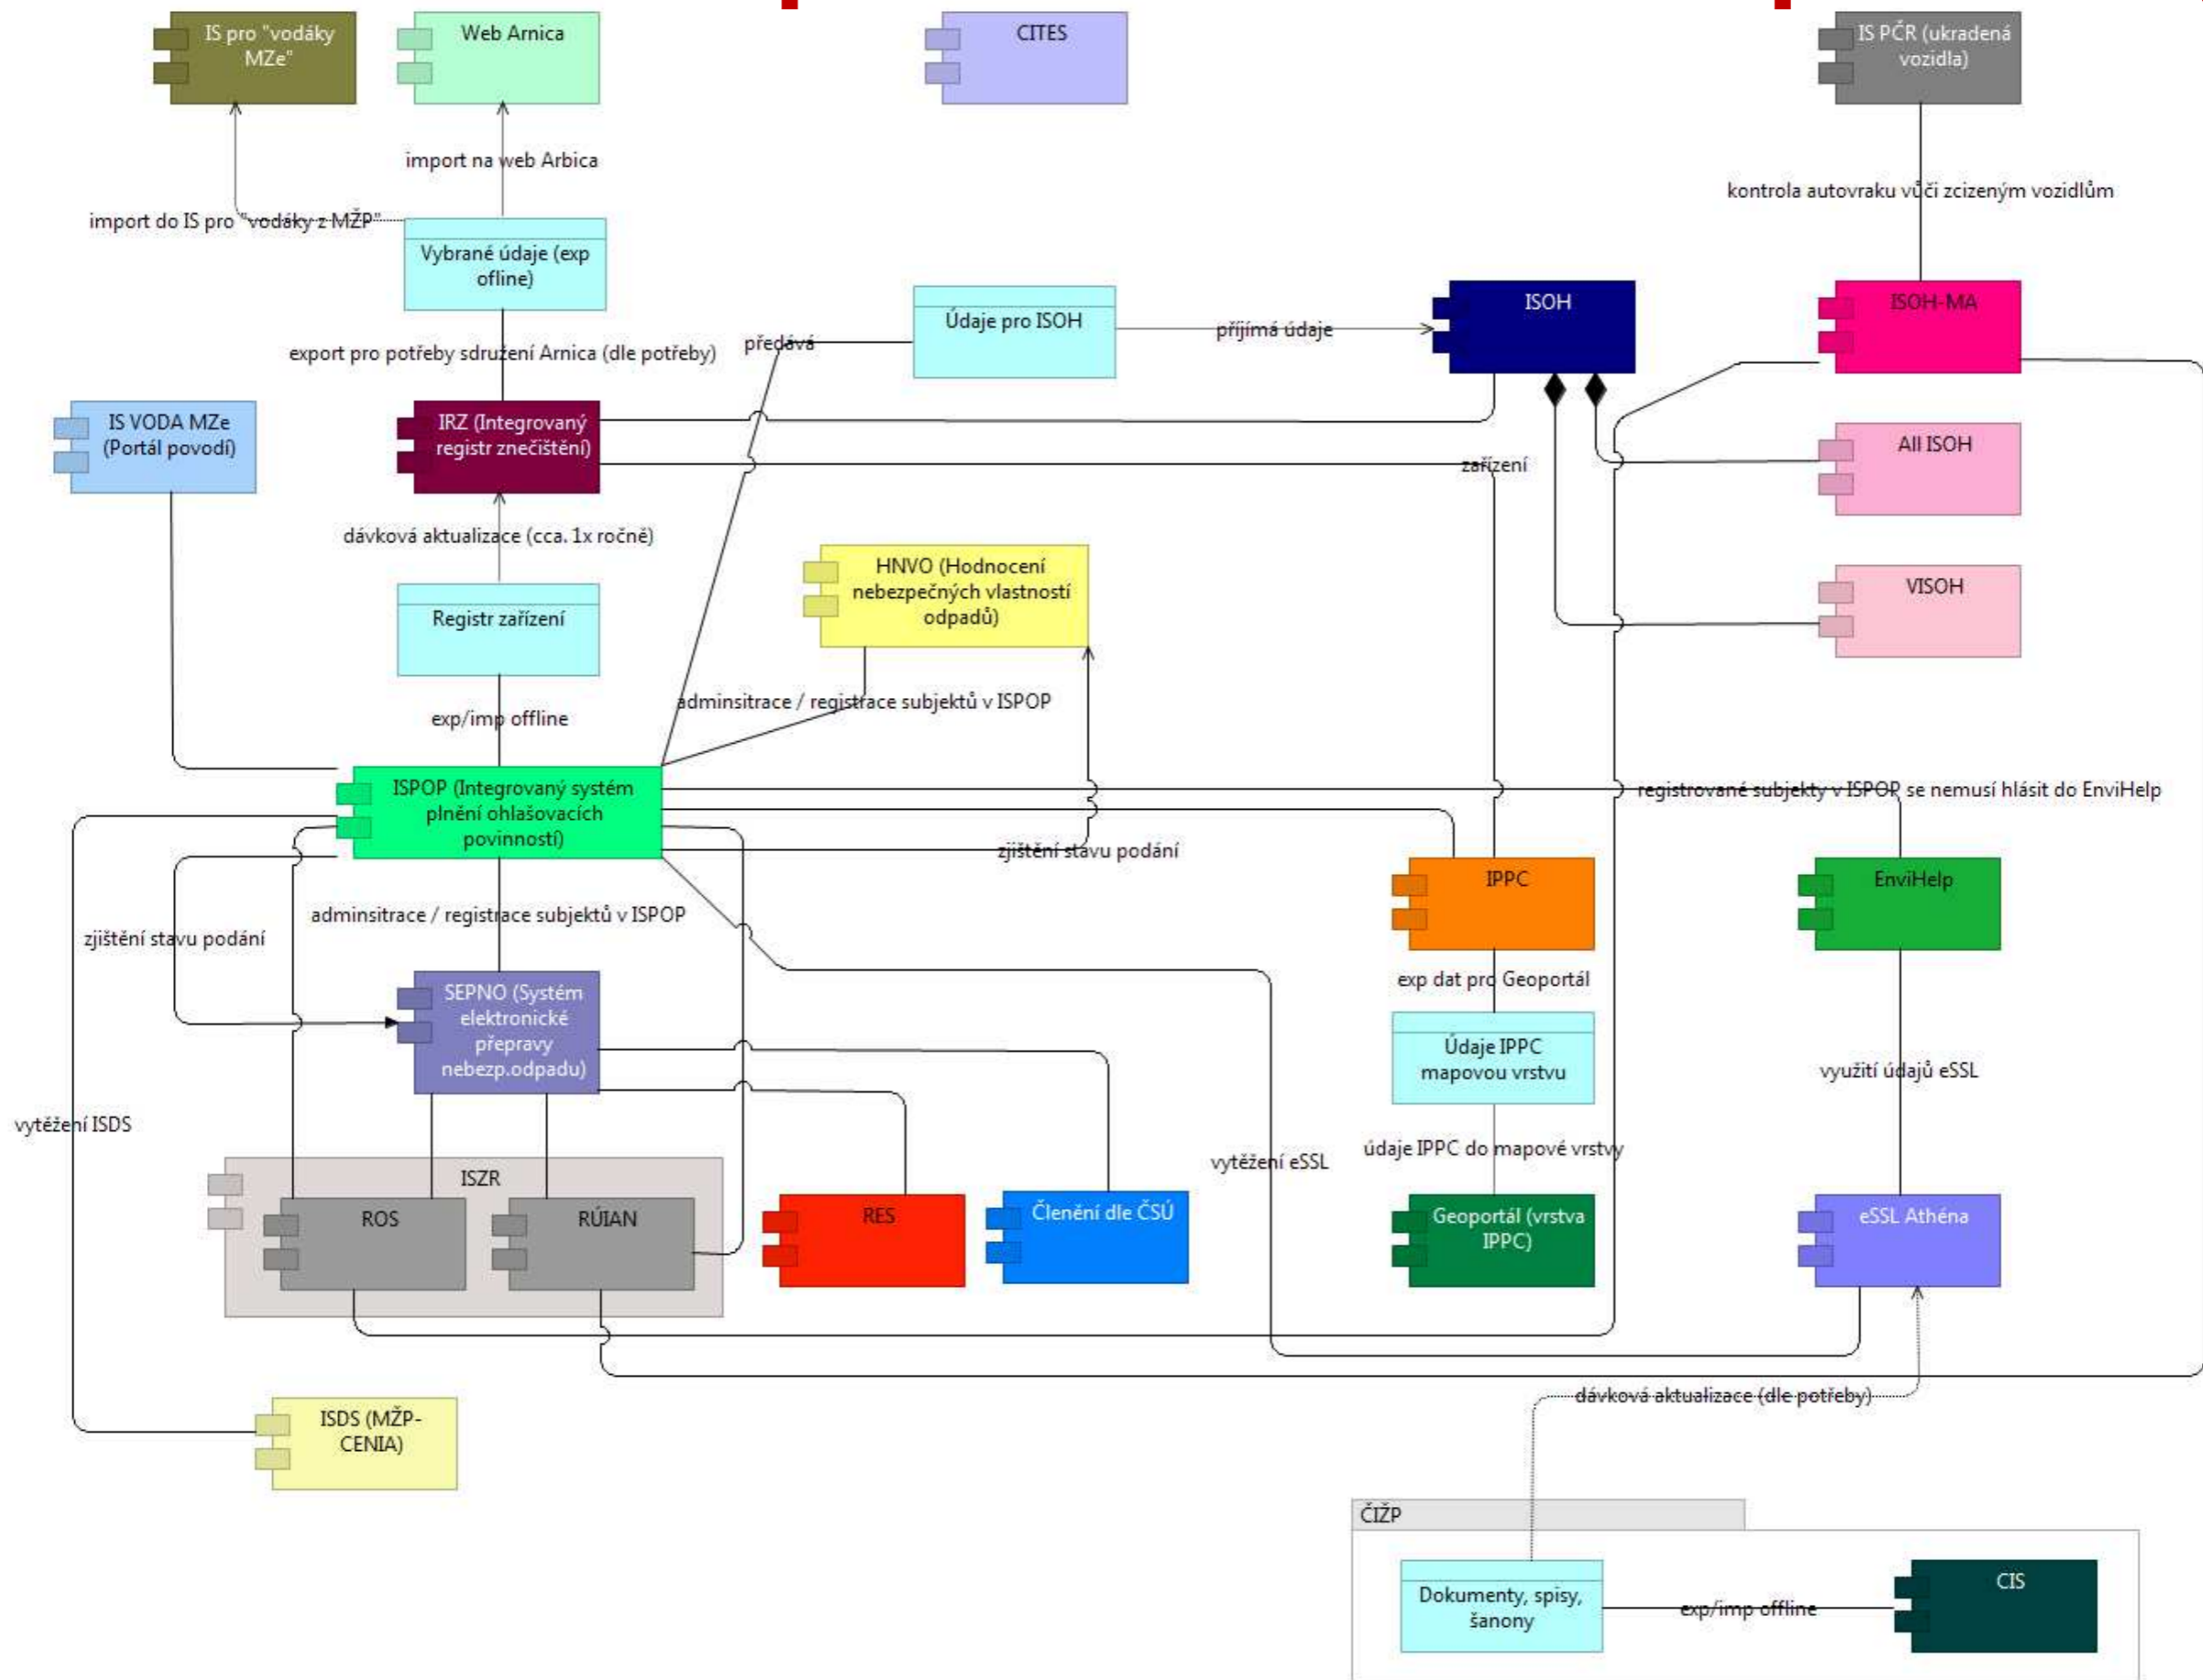 IS pro "vodáky
MZe"
Web Arnica
CITES
IS PČR (ukradená
vozidla)
import na web Arbica
kontrola autovraku vůči zcizeným vozidlům
import do IS pro "vodáky z MŽP"
Vybrané údaje (exp
ofline)
Údaje pro ISOH
příjímá údaje
ISOH
ISOH-MA
předává
export pro potřeby sdružení Arnica (dle potřeby)
IS VODA MZe
(Portál povodí)
IRZ (Integrovaný
registr znečištění)
zařízení
All ISOH
dávková aktualizace (cca. 1x ročně)
HNVO (Hodnocení
nebezpečných vlastností
odpadů)
VISOH
Registr zařízení
adminsitrace / registrace subjektů v ISPOP
exp/imp offline
ISPOP (Integrovaný systém
plnění ohlašovacích
povinností)
registrované subjekty v ISPOP se nemusí hlásit do EnviHelp
zjištění stavu podání
IPPC
EnviHelp
adminsitrace / registrace subjektů v ISPOP
zjištění stavu podání
exp dat pro Geoportál
SEPNO (Systém
elektronické
přepravy
nebezp.odpadu)
Údaje IPPC
mapovou vrstvu
využití údajů eSSL
vytěžení ISDS
údaje IPPC do mapové vrstvy
vytěžení eSSL
ISZR
ROS
RÚIAN
RES
Členění dle ČSÚ
Geoportál (vrstva
IPPC)
eSSL Athéna
dávková aktualizace (dle potřeby)
ISDS (MŽP-
CENIA)
ČIŽP
Dokumenty, spisy,
šanony
exp/imp offline
CIS